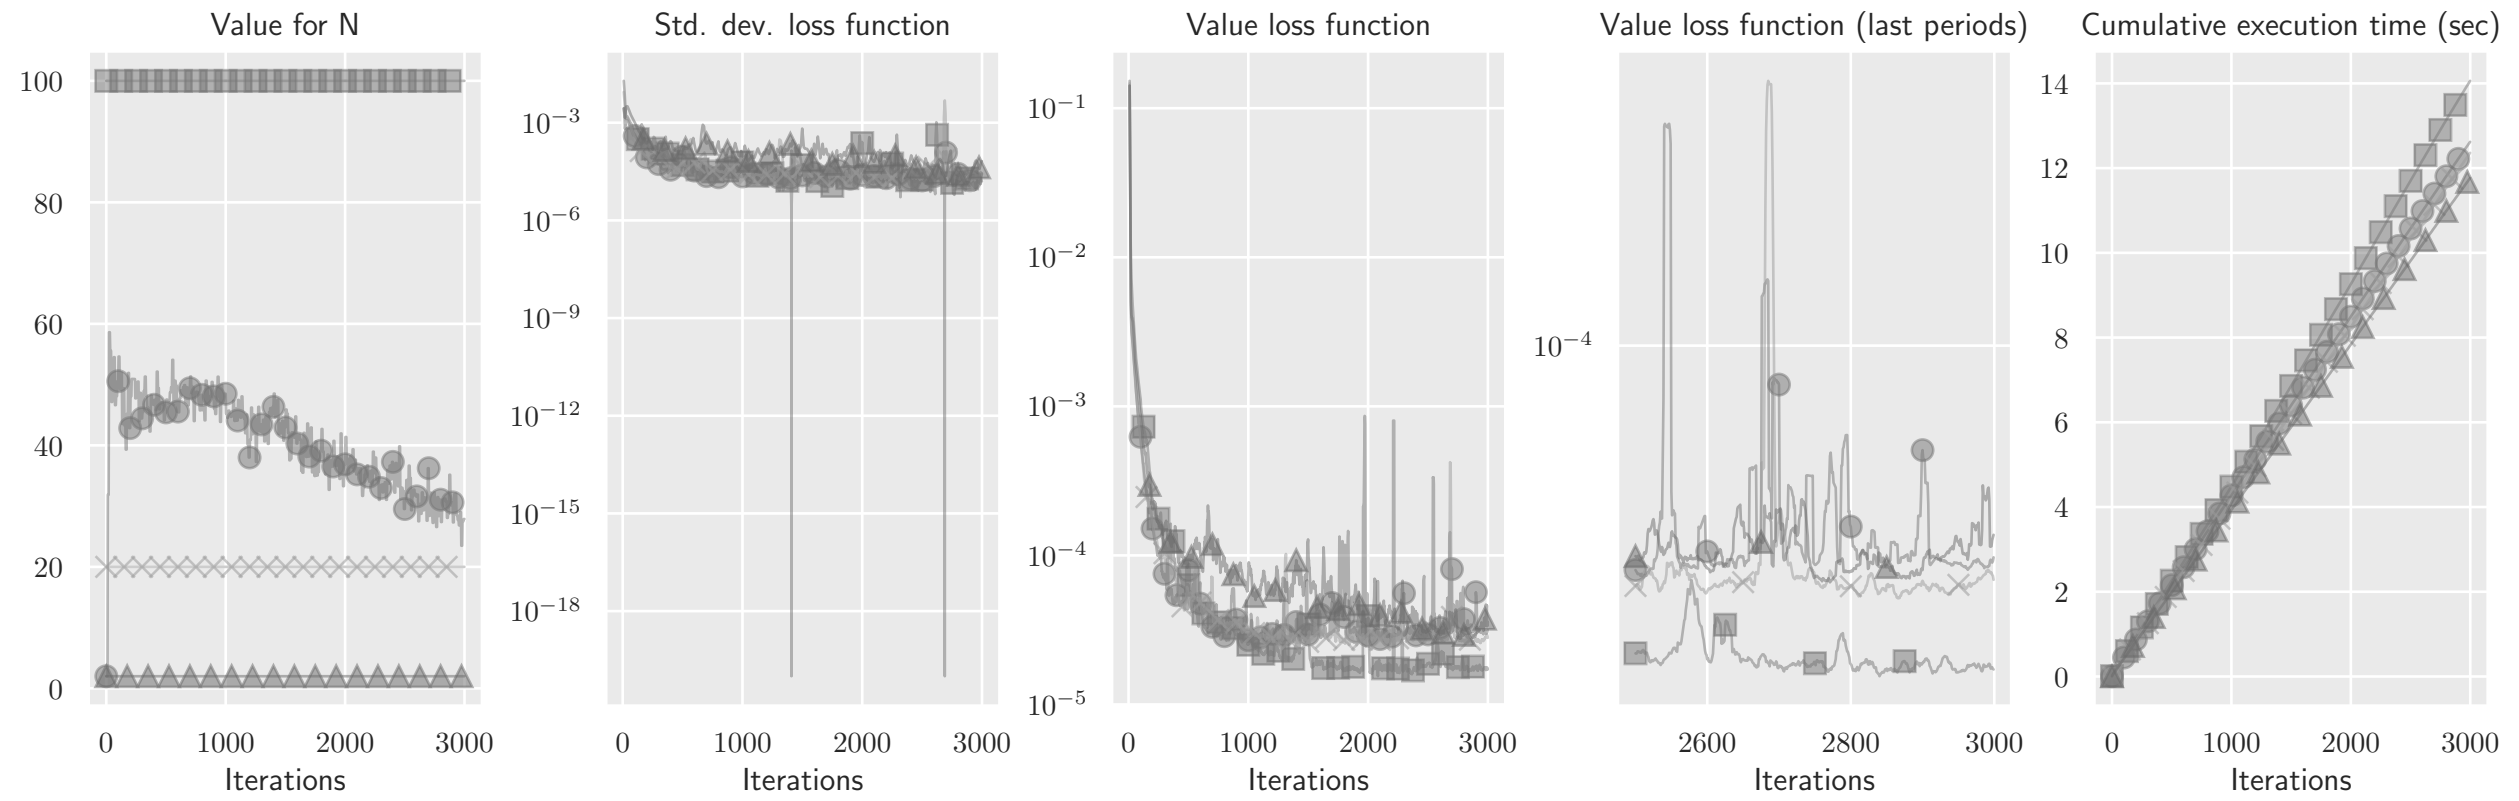 Value for N
100
80
60
40
20
0
0 1000 2000 3000
Iterations
Std. dev. loss function
10⁻³
10⁻⁶
10⁻⁹
10⁻¹²
10⁻¹⁵
10⁻¹⁸
0 1000 2000 3000
Iterations
Value loss function
10⁻¹
10⁻²
10⁻³
10⁻⁴
10⁻⁵
0 1000 2000 3000
Iterations
Value loss function (last periods)
10⁻⁴
2600 2800 3000
Iterations
Cumulative execution time (sec)
14
12
10
8
6
4
2
0
0 1000 2000 3000
Iterations